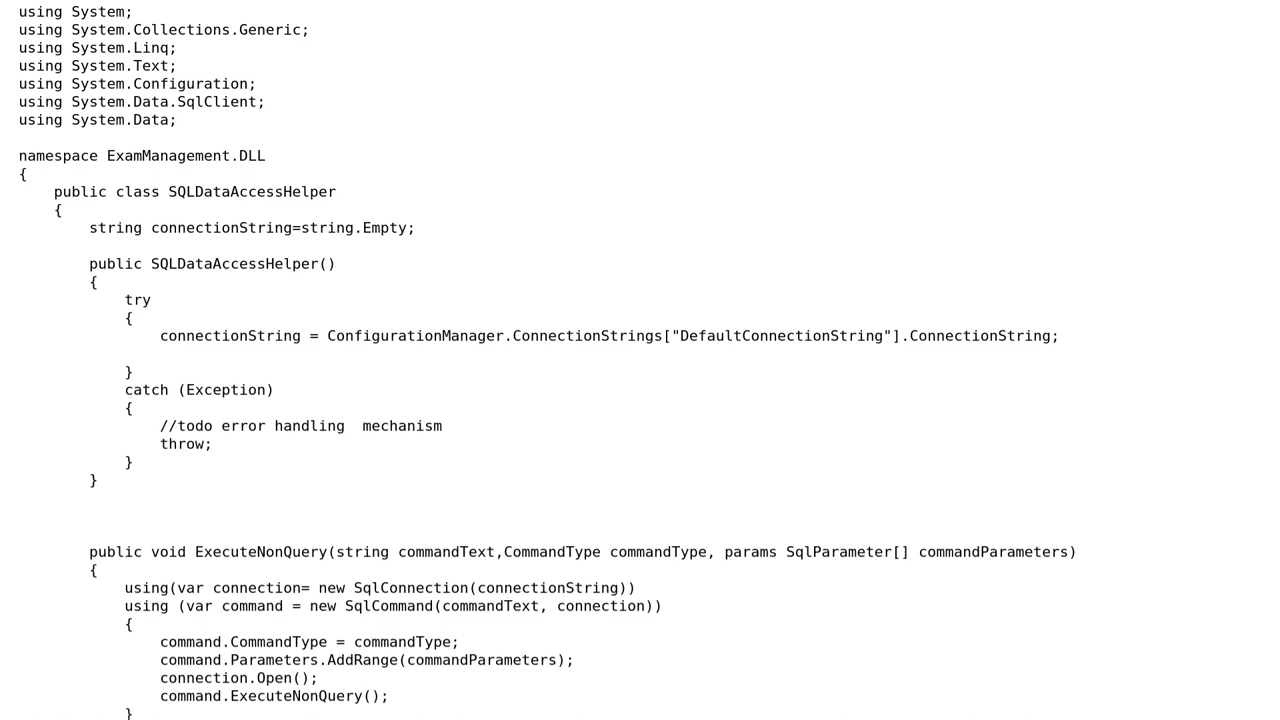 using System;
using System.Collections.Generic;
using System.Linq;
using System.Text;
using System.Configuration;
using System.Data.SqlClient;
using System.Data;

namespace ExamManagement.DLL
{
    public class SQLDataAccessHelper
    {
        string connectionString=string.Empty;

        public SQLDataAccessHelper()
        {
            try
            {
                connectionString = ConfigurationManager.ConnectionStrings["DefaultConnectionString"].ConnectionString;

            }
            catch (Exception)
            {
                //todo error handling  mechanism
                throw;
            }
        }



        public void ExecuteNonQuery(string commandText,CommandType commandType, params SqlParameter[] commandParameters)
        {
            using(var connection= new SqlConnection(connectionString))
            using (var command = new SqlCommand(commandText, connection))
            {
                command.CommandType = commandType;
                command.Parameters.AddRange(commandParameters);
                connection.Open();
                command.ExecuteNonQuery();
            }